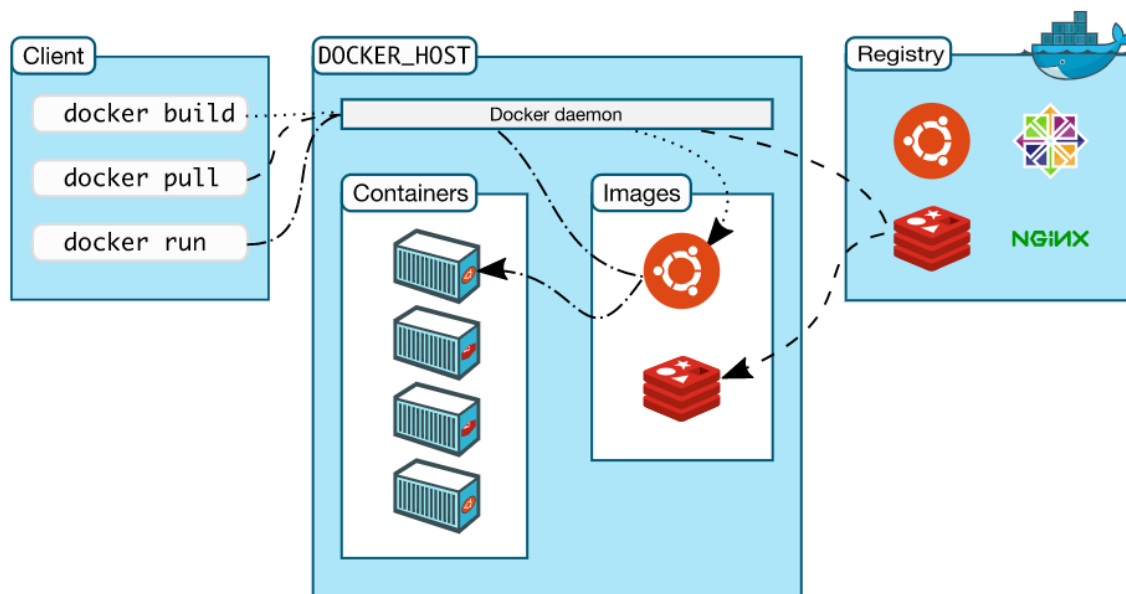 Client
docker build
docker pull
docker run
DOCKER_HOST
Docker daemon
Containers
Images
Registry
NGiNX